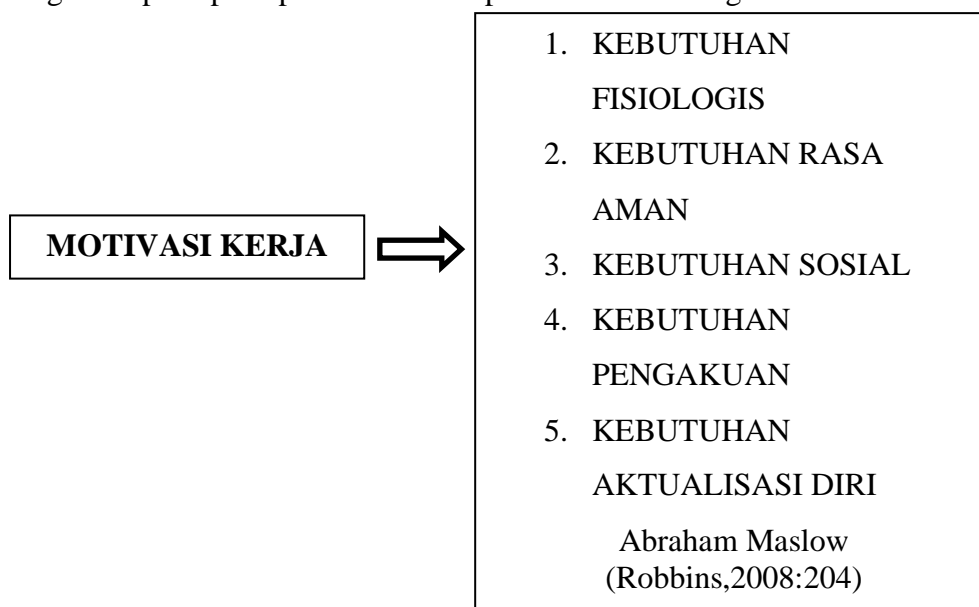 MOTIVASI KERJA
1. KEBUTUHAN
FISIOLOGIS
2. KEBUTUHAN RASA
AMAN
3. KEBUTUHAN SOSIAL
4. KEBUTUHAN
PENGAKUAN
5. KEBUTUHAN
AKTUALISASI DIRI
Abraham Maslow
(Robbins,2008:204)